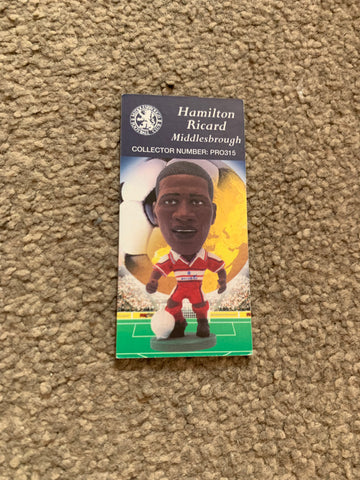 Hamilton
Ricard
Middlesbrough
COLLECTOR NUMBER: PRO315